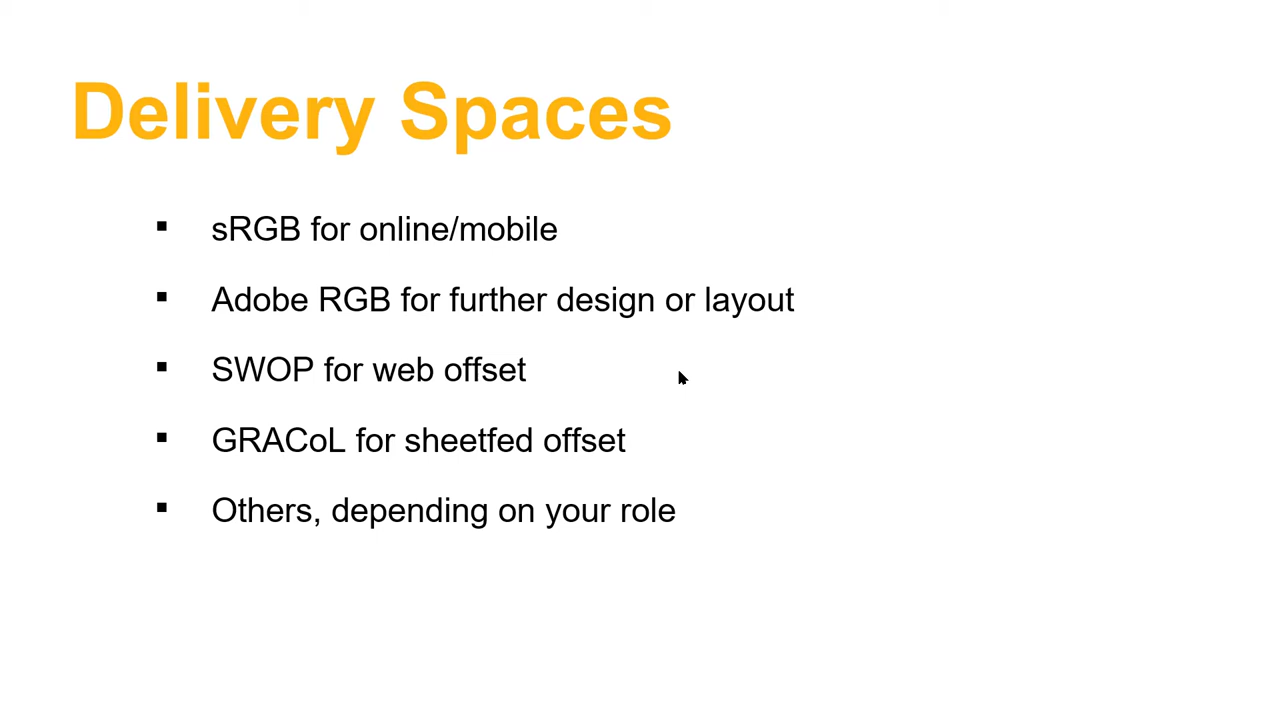 Delivery Spaces
▪ sRGB for online/mobile
▪ Adobe RGB for further design or layout
▪ SWOP for web offset
▪ GRACoL for sheetfed offset
▪ Others, depending on your role